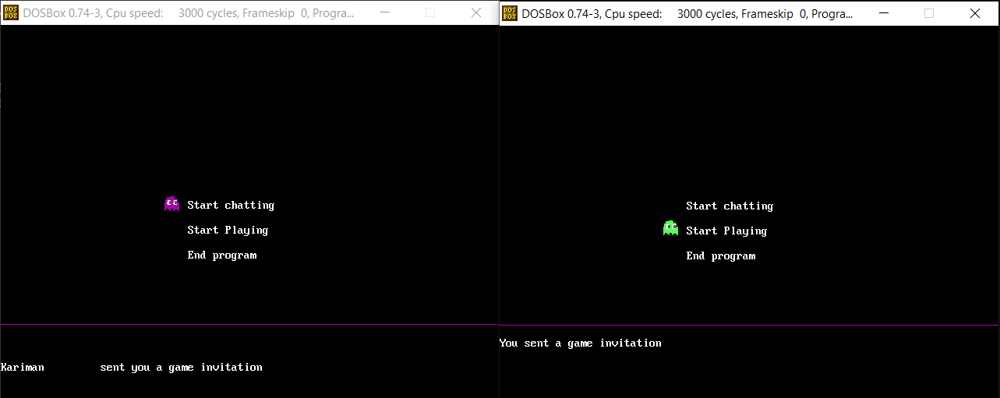 DOSBox 0.74-3, Cpu speed: 3000 cycles, Frameskip 0, Progra...
Start chatting
Start Playing
End program
Kariman sent you a game invitation
DOSBox 0.74-3, Cpu speed: 3000 cycles, Frameskip 0, Progra...
Start chatting
Start Playing
End program
You sent a game invitation